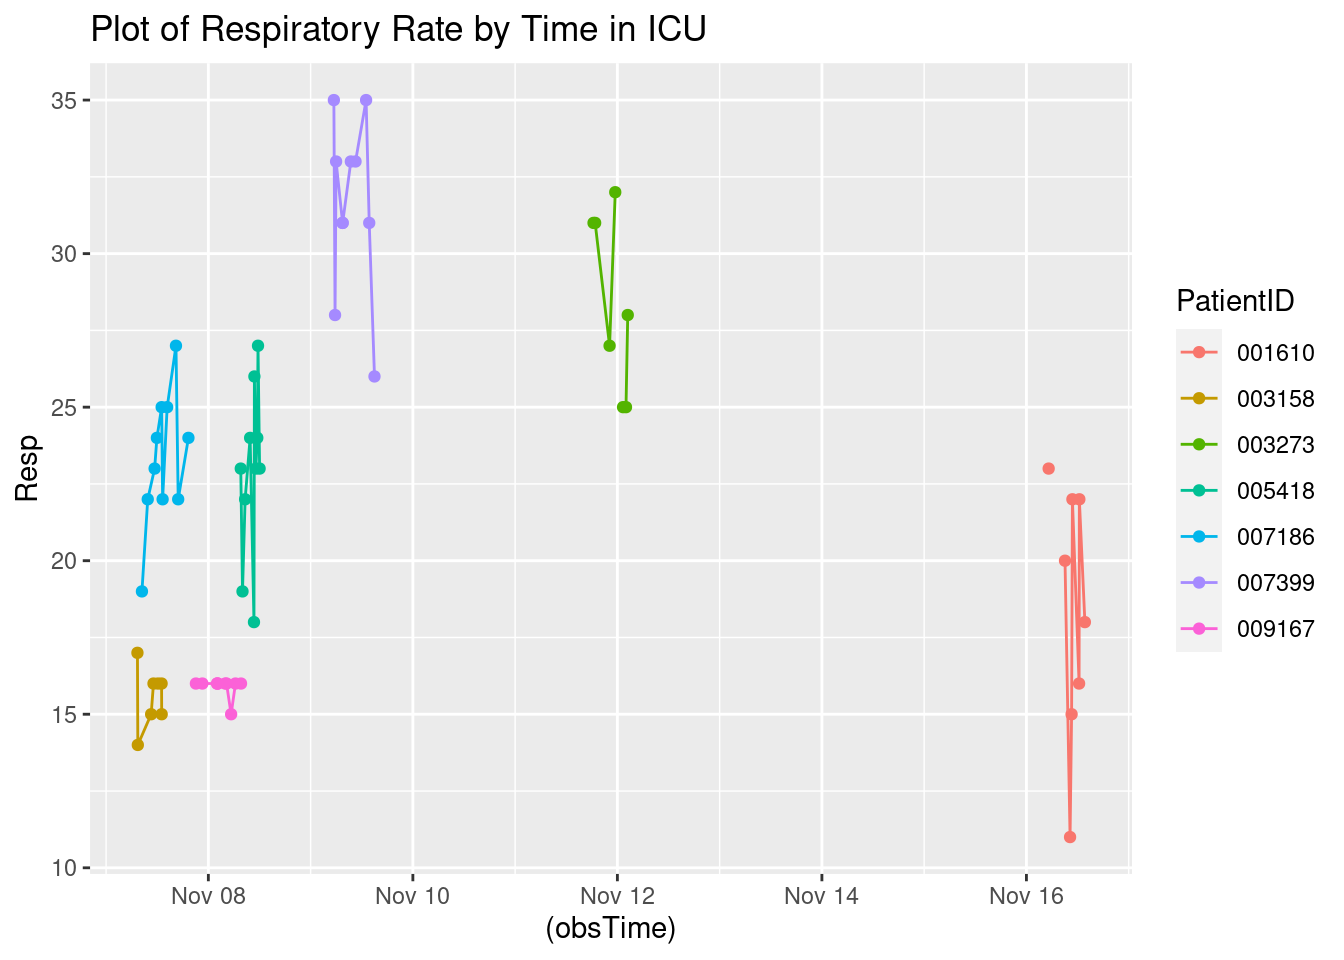 Plot of Respiratory Rate by Time in ICU
35
30
25
20
15
10
Resp
Nov 08 Nov 10 Nov 12 Nov 14 Nov 16
(obsTime)
PatientID
001610
003158
003273
005418
007186
007399
009167